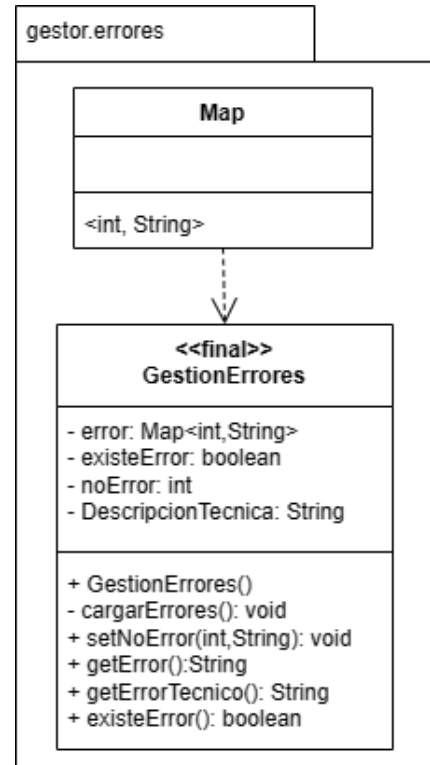 gestor.errores
Map
<int, String>
<<final>>
GestionErrores
- error: Map<int,String>
- existeError: boolean
- noError: int
- DescripcionTecnica: String
+ GestionErrores()
- cargarErrores(): void
+ setNoError(int,String): void
+ getError():String
+ getErrorTecnico(): String
+ existeError(): boolean